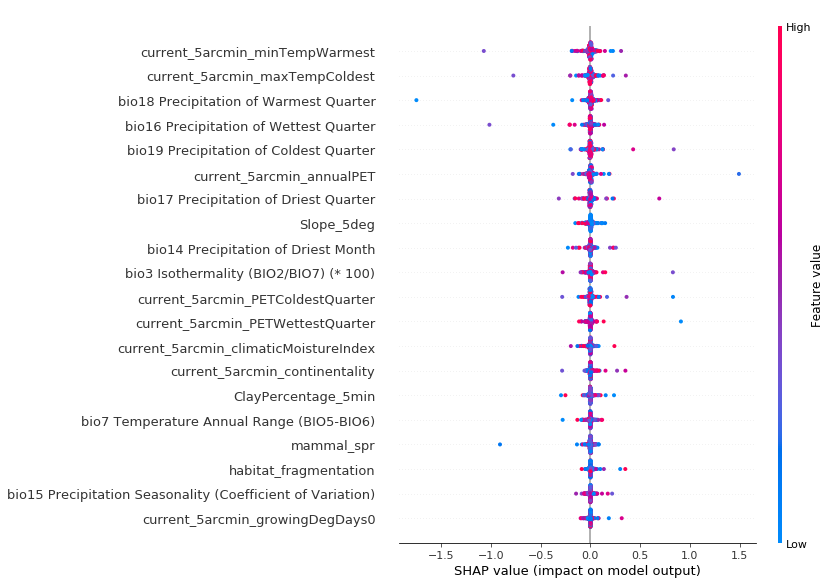 High
current_5arcmin_minTempWarmest
current_5arcmin_maxTempColdest
bio18 Precipitation of Warmest Quarter
bio16 Precipitation of Wettest Quarter
bio19 Precipitation of Coldest Quarter
current_5arcmin_annualPET
bio17 Precipitation of Driest Quarter
Slope_5deg
bio14 Precipitation of Driest Month
bio3 Isothermality (BIO2/BIO7) (* 100)
current_5arcmin_PETColdestQuarter
current_5arcmin_PETWettestQuarter
current_5arcmin_climaticMoistureIndex
current_5arcmin_continentality
ClayPercentage_5min
bio7 Temperature Annual Range (BIO5-BIO6)
mammal_spr
habitat_fragmentation
bio15 Precipitation Seasonality (Coefficient of Variation)
current_5arcmin_growingDegDays0
Feature value
Low
−1.5 −1.0 −0.5 0.0 0.5 1.0 1.5
SHAP value (impact on model output)